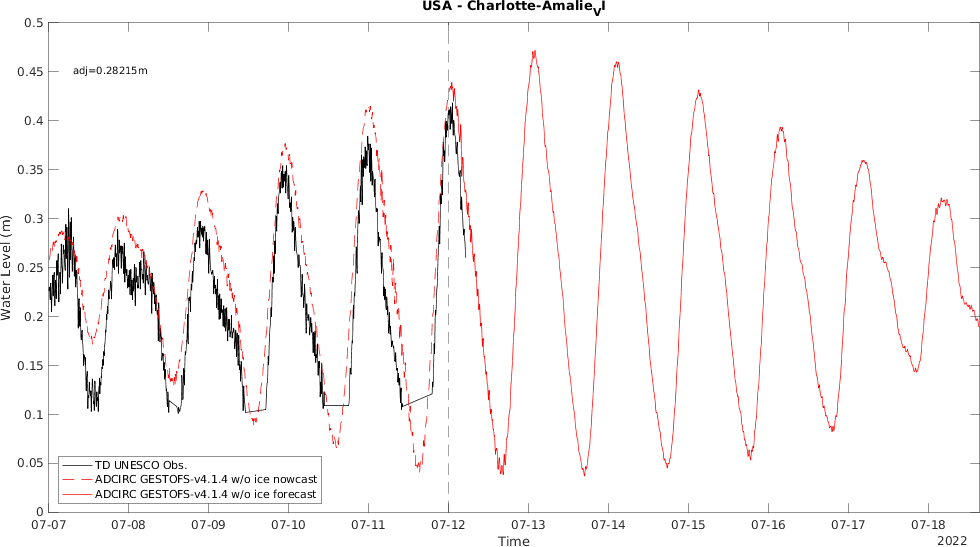 USA - Charlotte-AmalieVI
0.5
0.45
0.4
0.35
0.3
0.25
0.2
0.15
0.1
0.05
0
Water Level (m)
adj=0.28215m
TD UNESCO Obs.
ADCIRC GESTOFS-v4.1.4 w/o ice nowcast
ADCIRC GESTOFS-v4.1.4 w/o ice forecast
07-07 07-08 07-09 07-10 07-11 07-12 07-13 07-14 07-15 07-16 07-17 07-18
Time
2022